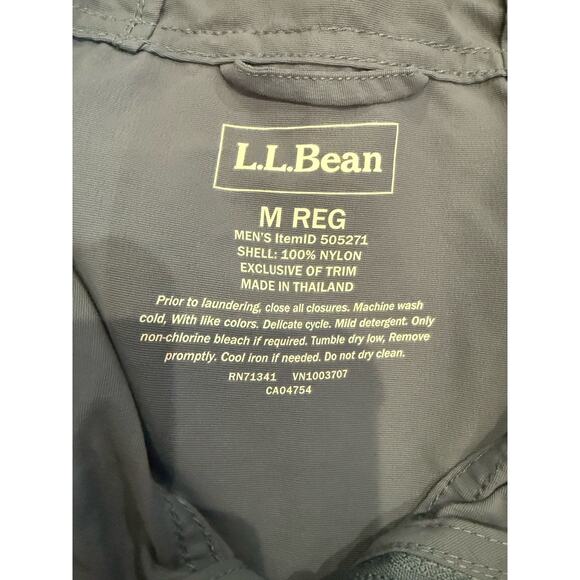 L.L.Bean
M REG
MEN'S ItemID 505271
SHELL: 100% NYLON
EXCLUSIVE OF TRIM
MADE IN THAILAND
Prior to laundering, close all closures. Machine wash
cold, With like colors. Delicate cycle. Mild detergent. Only
non-chlorine bleach if required. Tumble dry low, Remove
promptly. Cool iron if needed. Do not dry clean.
RN71341 VN1003707
CA04754